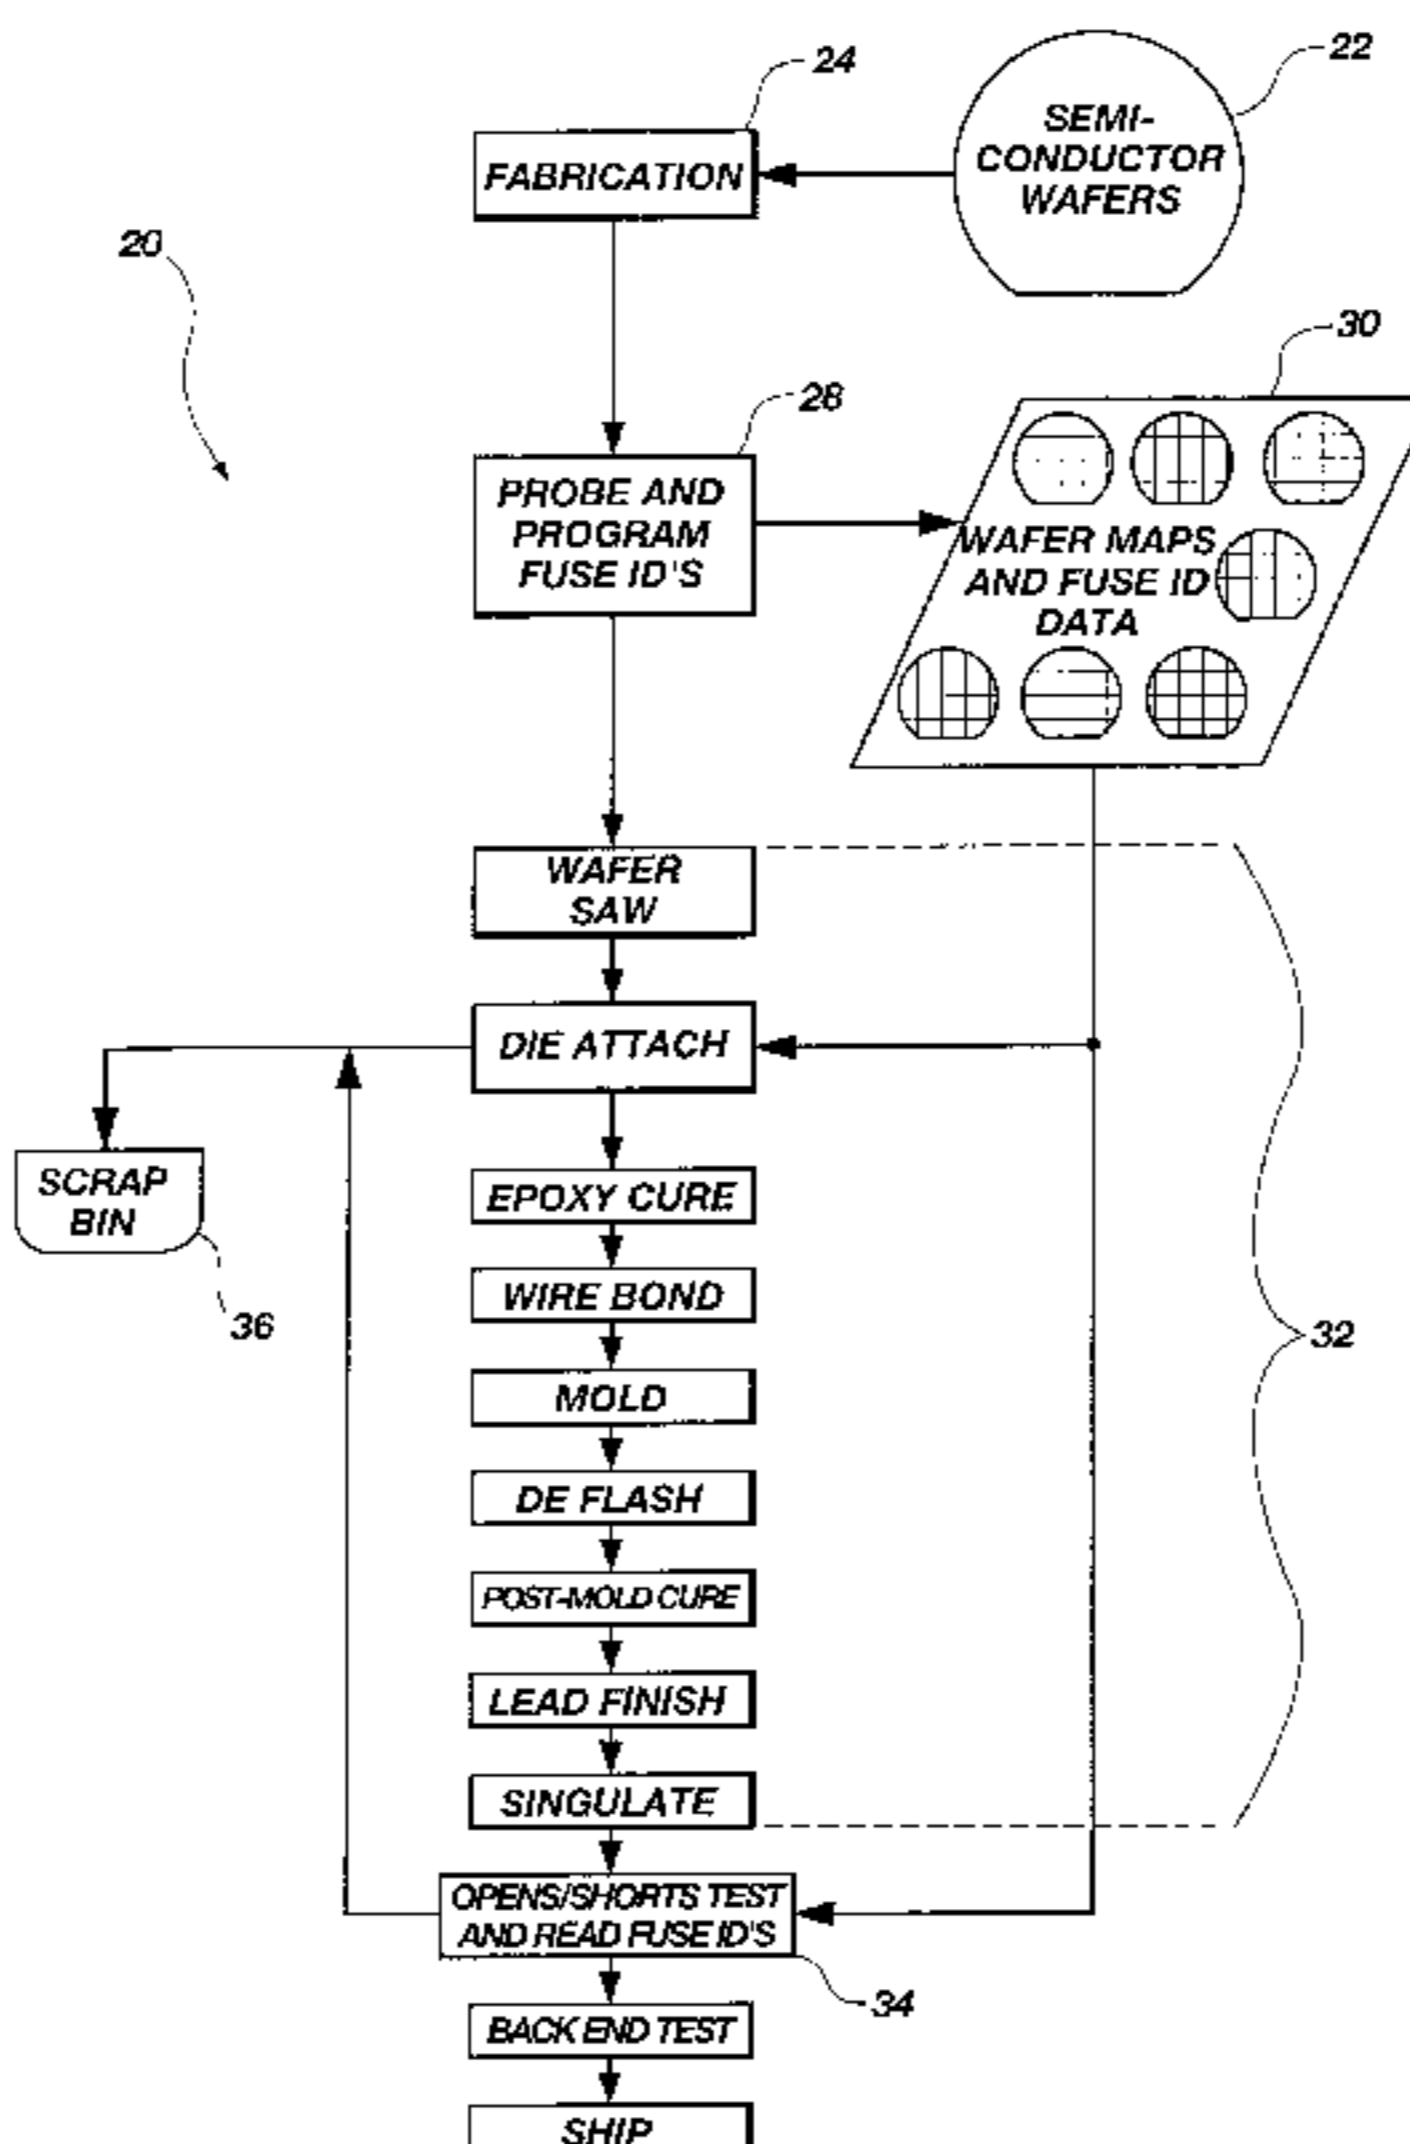 24
22
SEMI-
CONDUCTOR
WAFERS
FABRICATION
20
30
28
PROBE AND
PROGRAM
FUSE ID'S
WAFER MAPS
AND FUSE ID
DATA
WAFER
SAW
DIE ATTACH
SCRAP
BIN
EPOXY CURE
WIRE BOND
36
32
MOLD
DE FLASH
POST-MOLD CURE
LEAD FINISH
SINGULATE
OPENS/SHORTS TEST
AND READ FUSE ID'S
34
BACK END TEST
SHIP